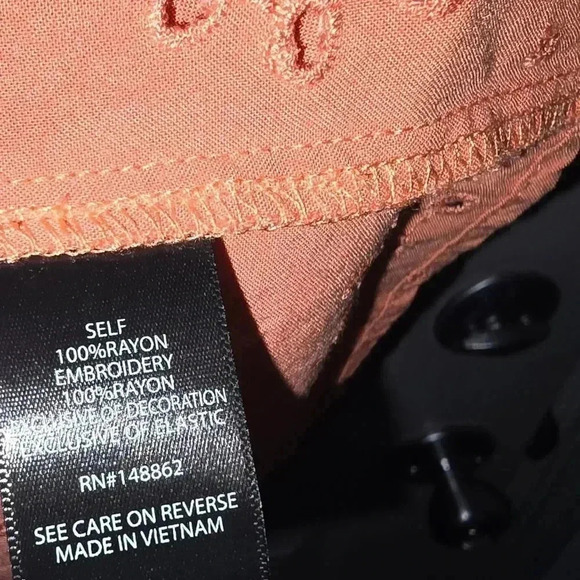 SELF
100%RAYON
EMBROIDERY
100%RAYON
EXCLUSIVE OF DECORATION
EXCLUSIVE OF ELASTIC
RN#148862
SEE CARE ON REVERSE
MADE IN VIETNAM